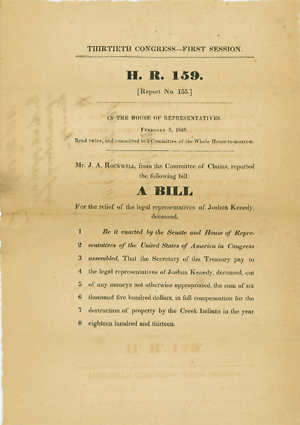 THIRTIETH CONGRESS—FIRST SESSION.
H. R. 159.
[Report No. 155.]
IN THE HOUSE OF REPRESENTATIVES
FEBRUARY 3, 1848.
Read twice, and committed to a Committee of the Whole House to-morrow.
Mr. J. A. ROCKWELL, from the Committee of Claims, reported
the following bill:
A BILL
For the relief of the legal representatives of Joshua Kenedy,
deceased.
1 Be it enacted by the Senate and House of Repre-
2 sentatives of the United States of America in Congress
3 assembled, That the Secretary of the Treasury pay to
4 the legal representatives of Joshua Kenedy, deceased, out
5 of any moneys not otherwise appropriated, the sum of six
6 thousand five hundred dollars, in full compensation for the
7 destruction of property by the Creek Indians in the year
8 eighteen hundred and thirteen.